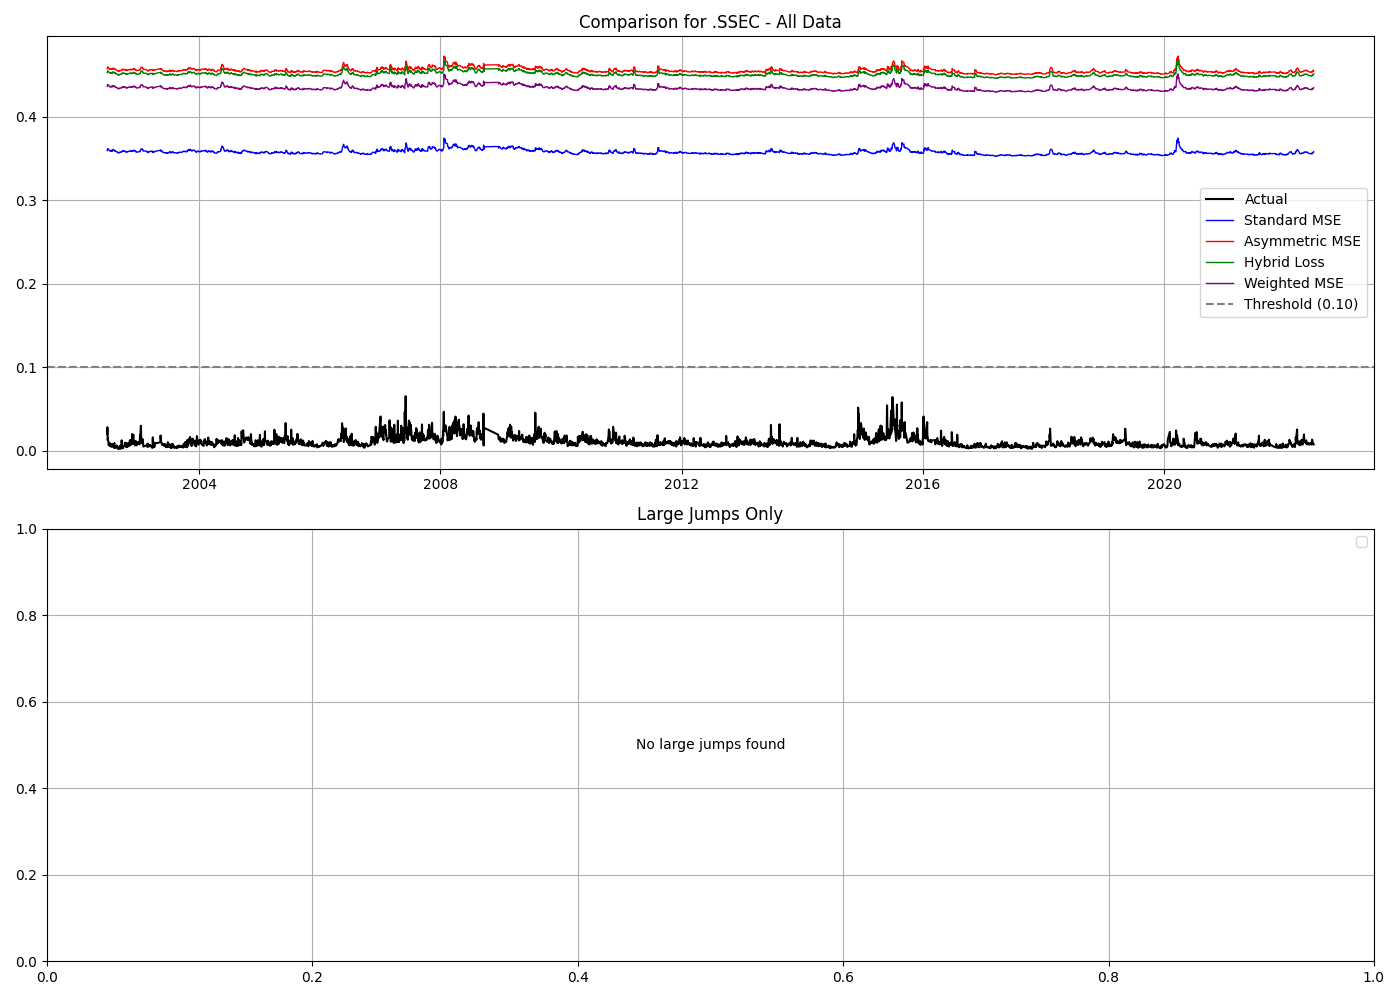 Comparison for .SSEC - All Data
0.4
0.3
0.2
0.1
0.0
Actual
Standard MSE
Asymmetric MSE
Hybrid Loss
Weighted MSE
Threshold (0.10)
2004 2008 2012 2016 2020
Large Jumps Only
1.0
0.8
0.6
0.4
0.2
0.0
No large jumps found
0.0 0.2 0.4 0.6 0.8 1.0